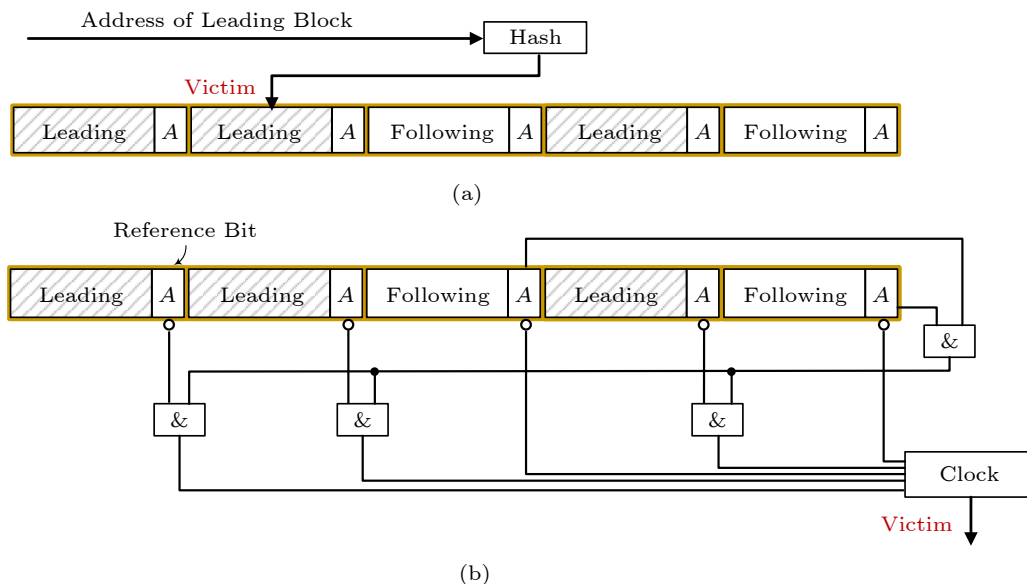 Address of Leading Block
Hash
Victim
Leading A Leading A Following A Leading A Following A
(a)
Reference Bit
Leading A Leading A Following A Leading A Following A
&
& & &
Clock
Victim
(b)